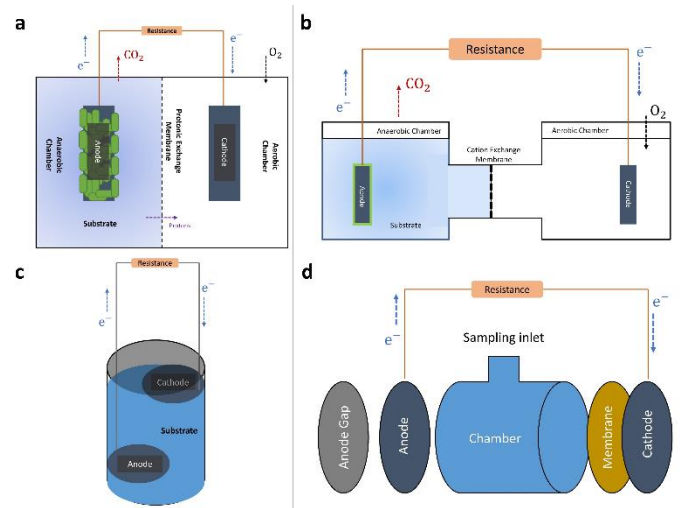 a
Resistance
e⁻
CO₂
e⁻
O₂
Anaerobic Chamber
Anode
Protonic Exchange
Membrane
Cathode
Aerobic Chamber
Substrate
Protons
b
Resistance
e⁻
CO₂
e⁻
O₂
Anaerobic Chamber
Aerobic Chamber
Cation Exchange
Membrane
Anode
Cathode
Substrate
c
Resistance
e⁻
e⁻
Cathode
Substrate
Anode
d
Resistance
e⁻
e⁻
Sampling inlet
Anode Gap
Anode
Chamber
Membrane
Cathode